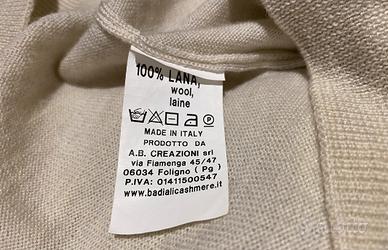 100% LANA,
wool,
laine
MADE IN ITALY
PRODOTTO DA
A.B. CREAZIONI srl
via Fiamenga 45/47
06034 Foligno ( Pg )
P.IVA: 01411500547
www.badialicashmere.it